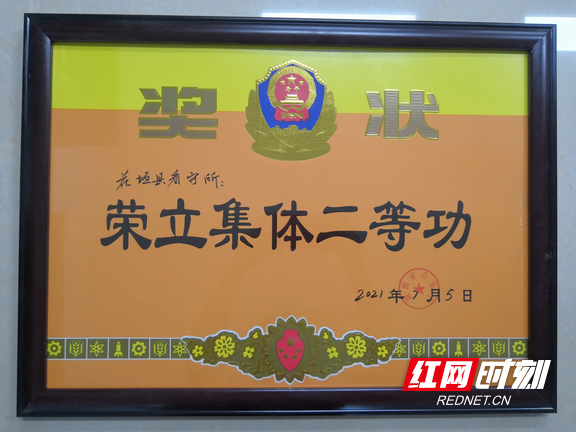 奖状
花垣县看守所：
荣立集体二等功
2021年7月5日
红网时刻
REDNET.CN